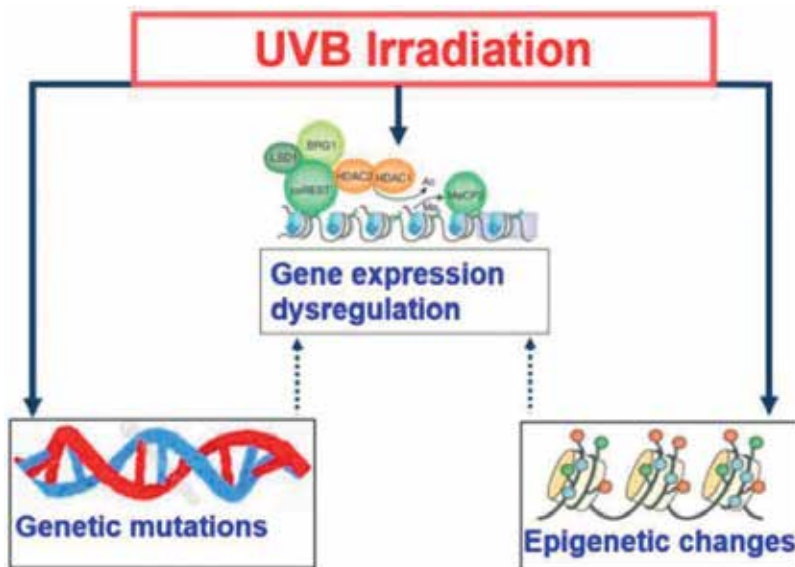 UVB Irradiation
BRG1
LSD1
coREST
HDAC2
HDAC1
Ac
MeCP2
Me
Gene expression
dysregulation
Genetic mutations
Epigenetic changes